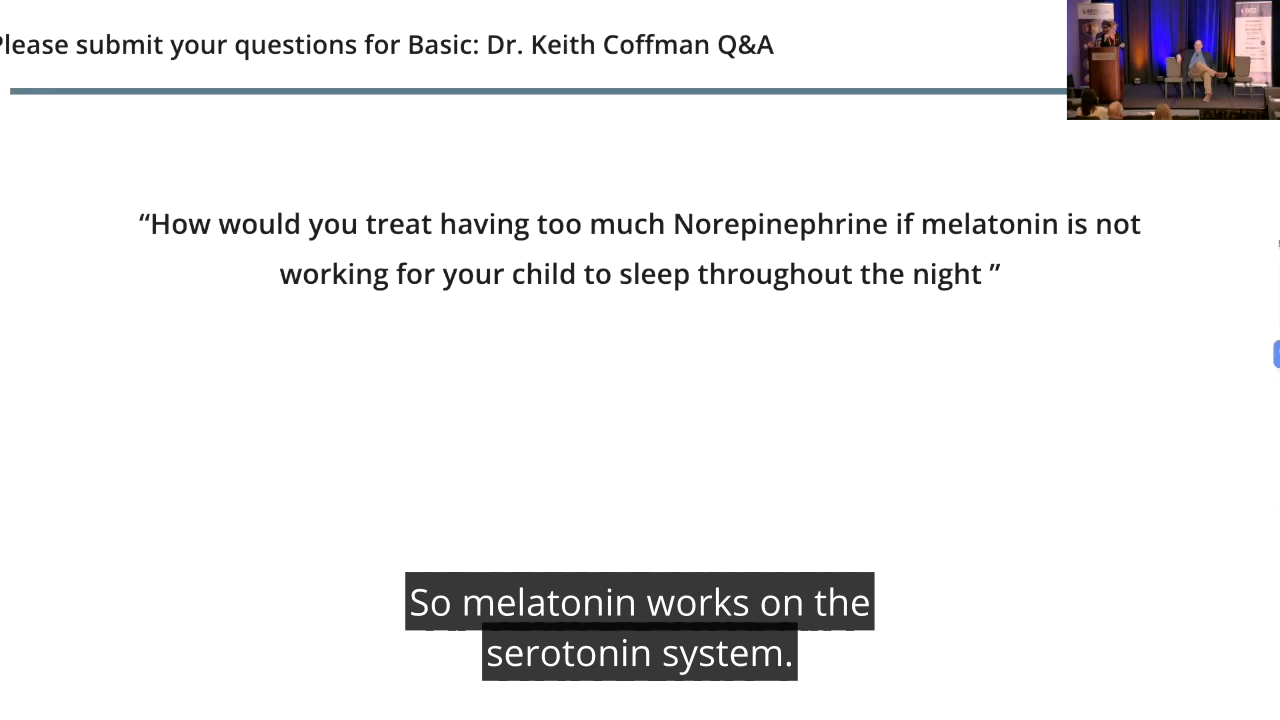 Please submit your questions for Basic: Dr. Keith Coffman Q&A
“How would you treat having too much Norepinephrine if melatonin is not
working for your child to sleep throughout the night ”
So melatonin works on the
serotonin system.